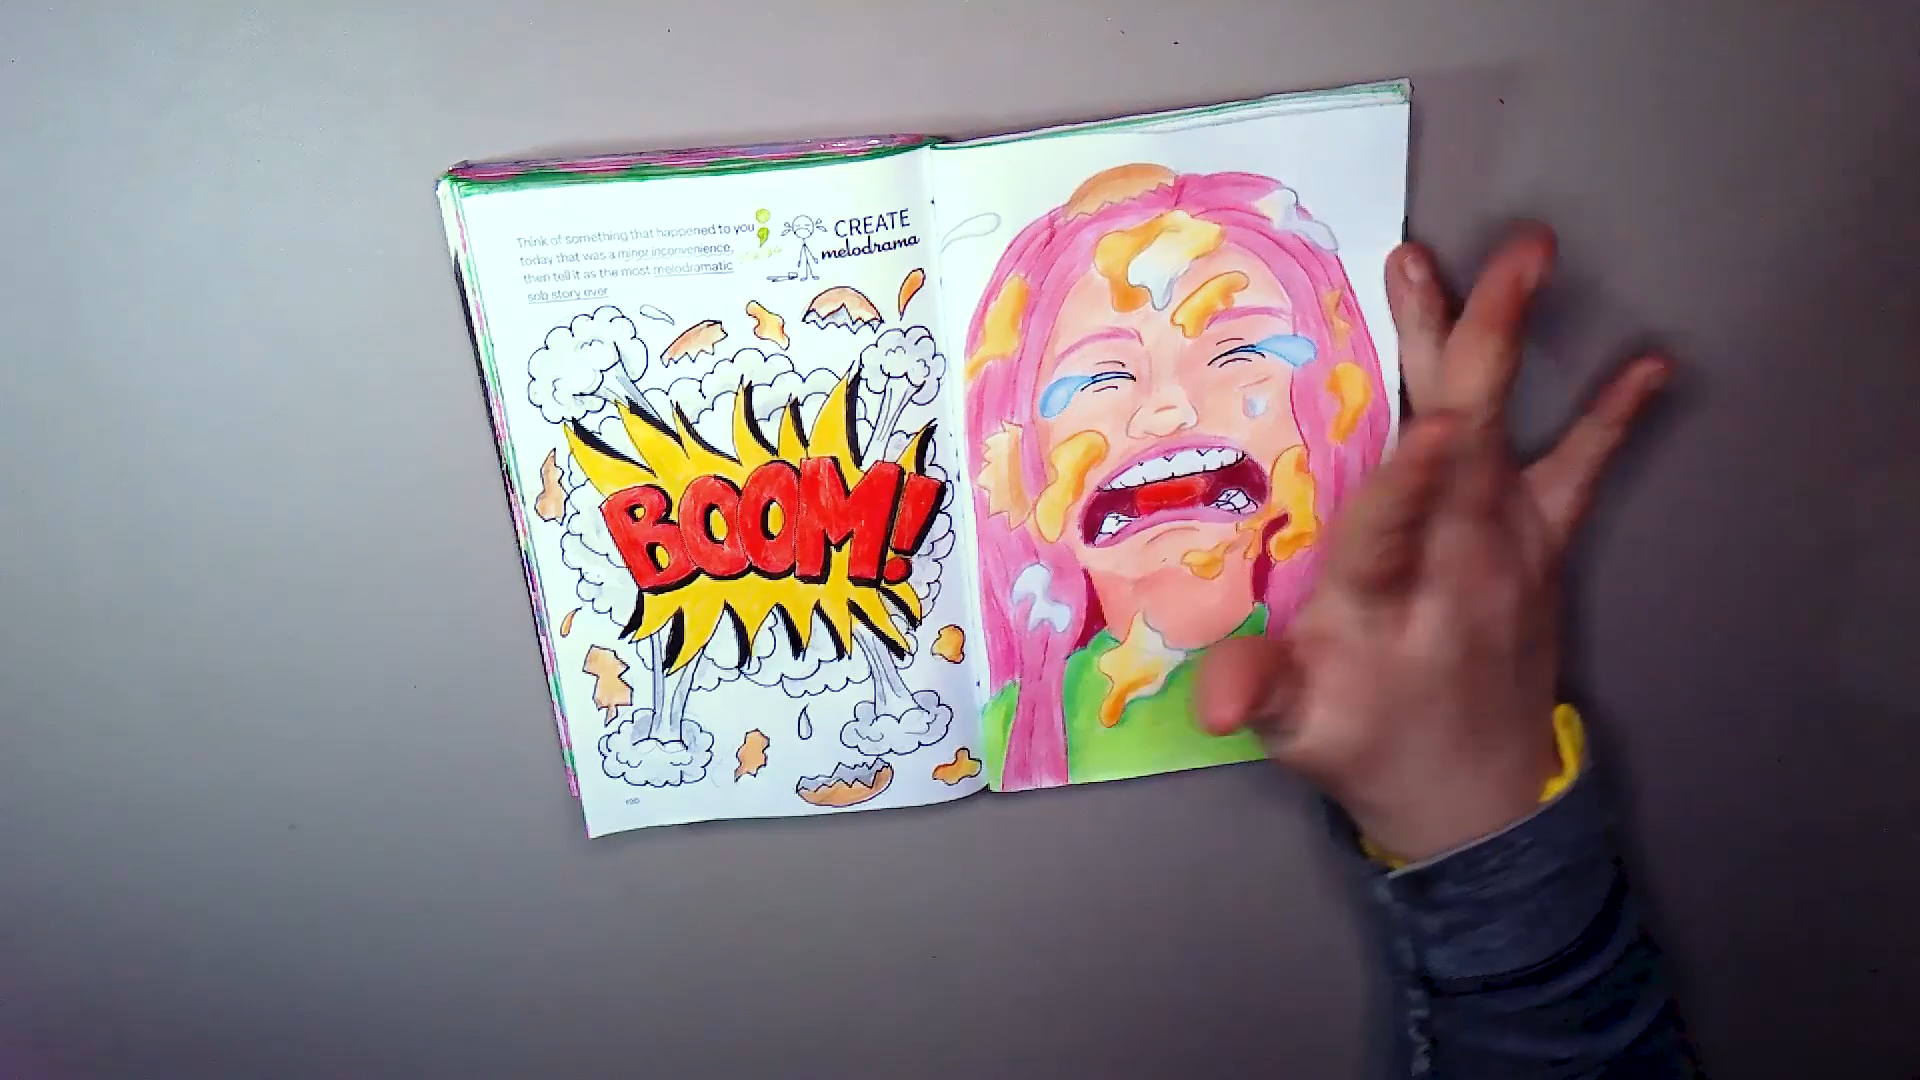 Think of something that happened to you
today that was a minor inconvenience,
then tell it as the most melodramatic
sob story ever
CREATE
melodrama
BOOM!